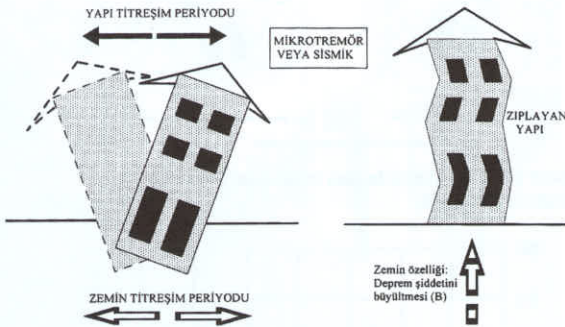 YAPI TİTREŞİM PERİYODU
MİKROTREMÖR
VEYA SİSMİK
ZIPLAYAN
YAPI
Zemin özelliği:
Deprem şiddetini
büyültmesi (B)
ZEMİN TİTREŞİM PERİYODU